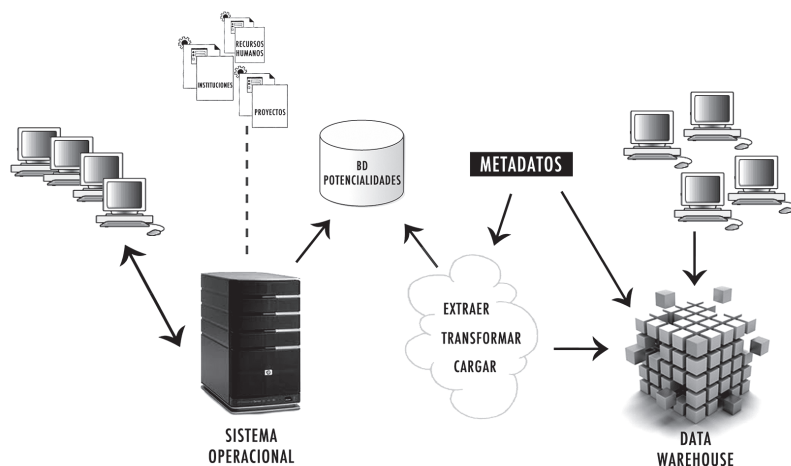 RECURSOS
HUMANOS
INSTITUCIONES
PROYECTOS
BD
POTENCIALIDADES
METADATOS
EXTRAER
TRANSFORMAR
CARGAR
SISTEMA
OPERACIONAL
DATA
WAREHOUSE